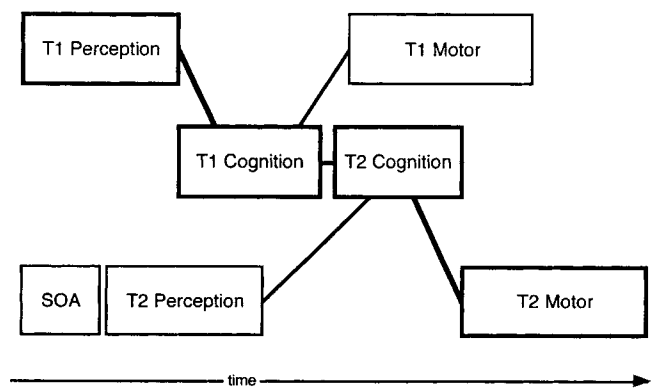 T1 Perception
T1 Motor
T1 Cognition
T2 Cognition
SOA
T2 Perception
T2 Motor
time